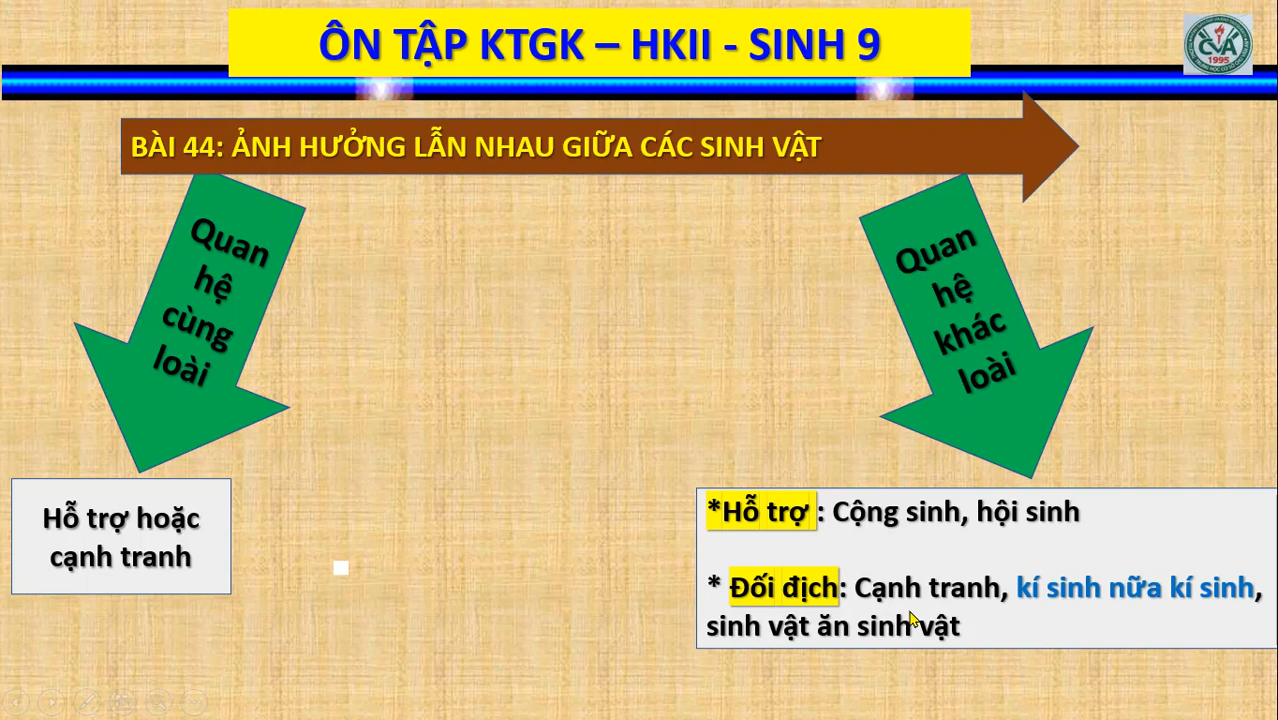 ÔN TẬP KTGK – HKII - SINH 9
CVA
1995
BÀI 44: ẢNH HƯỞNG LẪN NHAU GIỮA CÁC SINH VẬT
Quan
hệ
cùng
loài
Quan
hệ
khác
loài
Hỗ trợ hoặc
cạnh tranh
*Hỗ trợ : Cộng sinh, hội sinh
* Đối địch: Cạnh tranh, kí sinh nữa kí sinh,
sinh vật ăn sinh vật